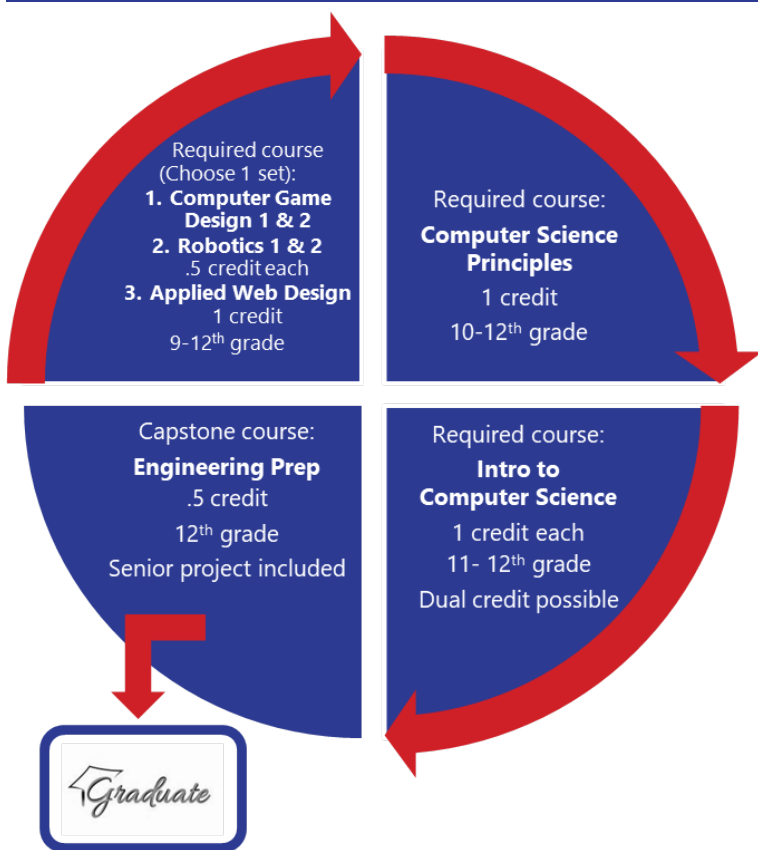 Required course
(Choose 1 set):
1. Computer Game
Design 1 & 2
2. Robotics 1 & 2
.5 credit each
3. Applied Web Design
1 credit
9-12th grade
Required course:
Computer Science
Principles
1 credit
10-12th grade
Required course:
Intro to
Computer Science
1 credit each
11- 12th grade
Dual credit possible
Capstone course:
Engineering Prep
.5 credit
12th grade
Senior project included
Graduate